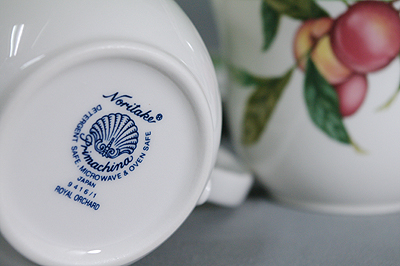 Noritake®
Primachina
DETERGENT SAFE. MICROWAVE & OVEN SAFE
JAPAN
9416/1
ROYAL ORCHARD